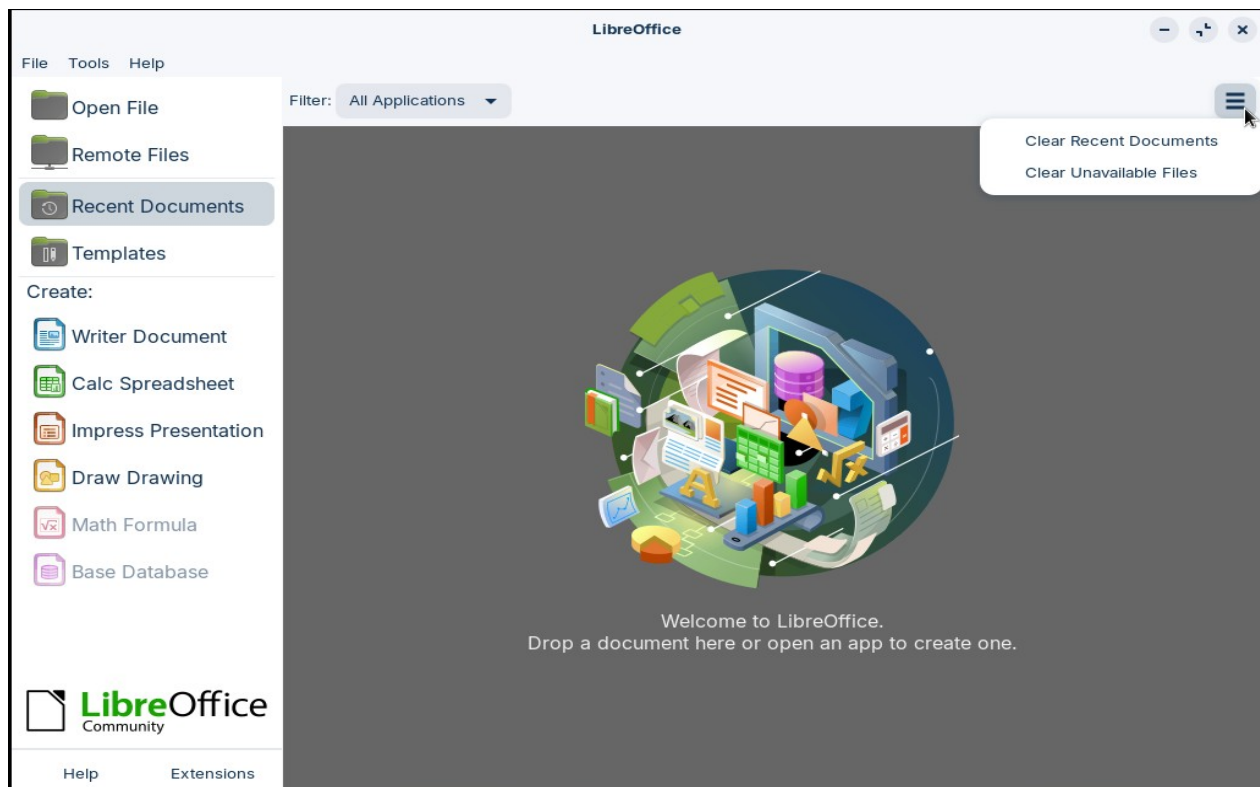 LibreOffice
File Tools Help
Open File
Remote Files
Recent Documents
Templates
Create:
Writer Document
Calc Spreadsheet
Impress Presentation
Draw Drawing
Math Formula
Base Database
LibreOffice
Community
Help Extensions
Filter: All Applications
Clear Recent Documents
Clear Unavailable Files
Welcome to LibreOffice.
Drop a document here or open an app to create one.